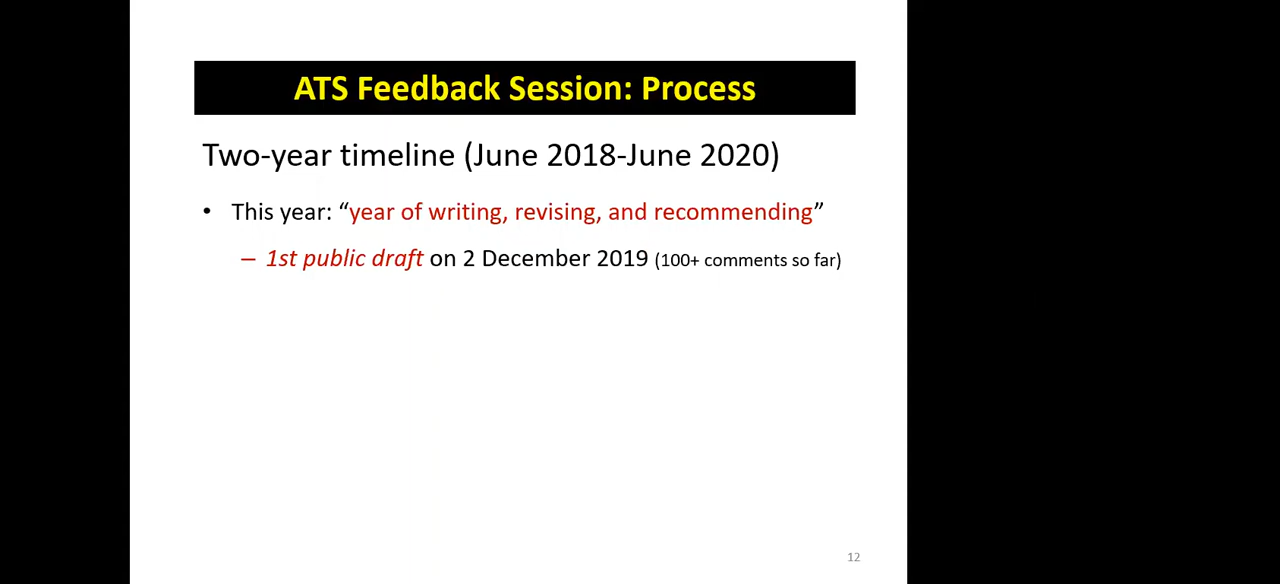 ATS Feedback Session: Process
Two-year timeline (June 2018-June 2020)
• This year: “year of writing, revising, and recommending”
– 1st public draft on 2 December 2019 (100+ comments so far)
12